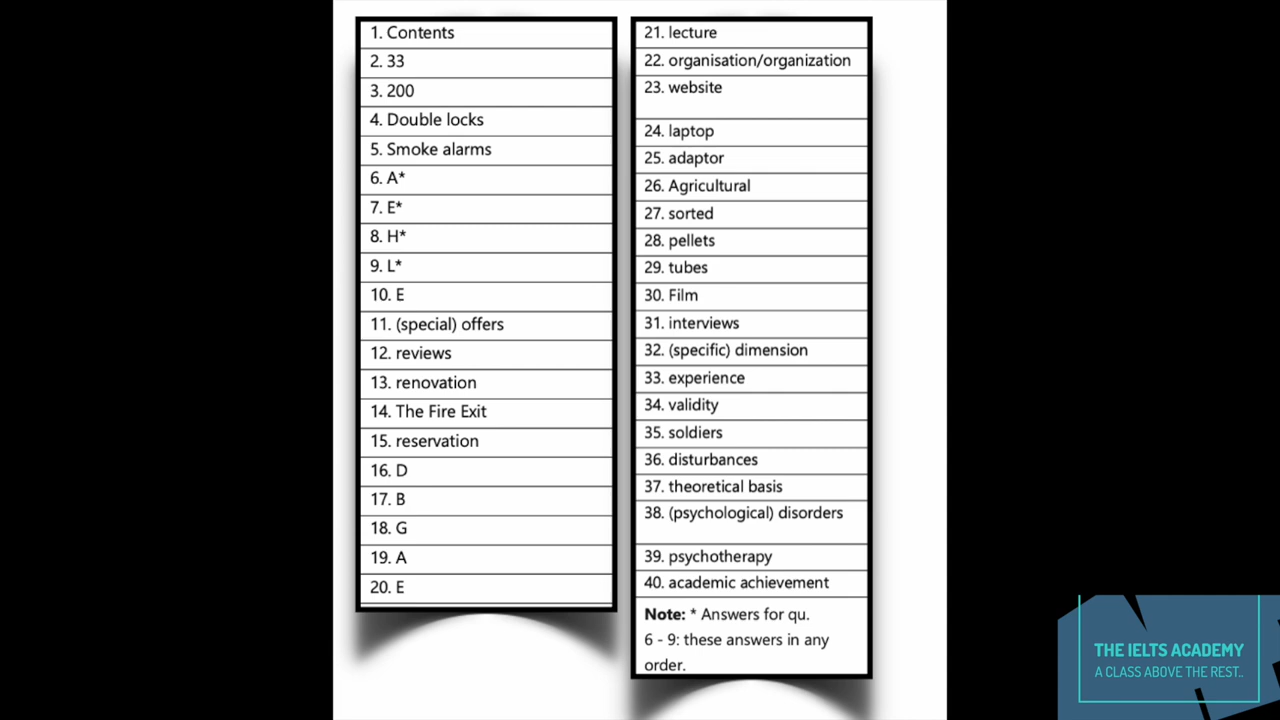 1. Contents
2. 33
3. 200
4. Double locks
5. Smoke alarms
6. A*
7. E*
8. H*
9. L*
10. E
11. (special) offers
12. reviews
13. renovation
14. The Fire Exit
15. reservation
16. D
17. B
18. G
19. A
20. E
21. lecture
22. organisation/organization
23. website
24. laptop
25. adaptor
26. Agricultural
27. sorted
28. pellets
29. tubes
30. Film
31. interviews
32. (specific) dimension
33. experience
34. validity
35. soldiers
36. disturbances
37. theoretical basis
38. (psychological) disorders
39. psychotherapy
40. academic achievement
Note: * Answers for qu.
6 - 9: these answers in any
order.
THE IELTS ACADEMY
A CLASS ABOVE THE REST..